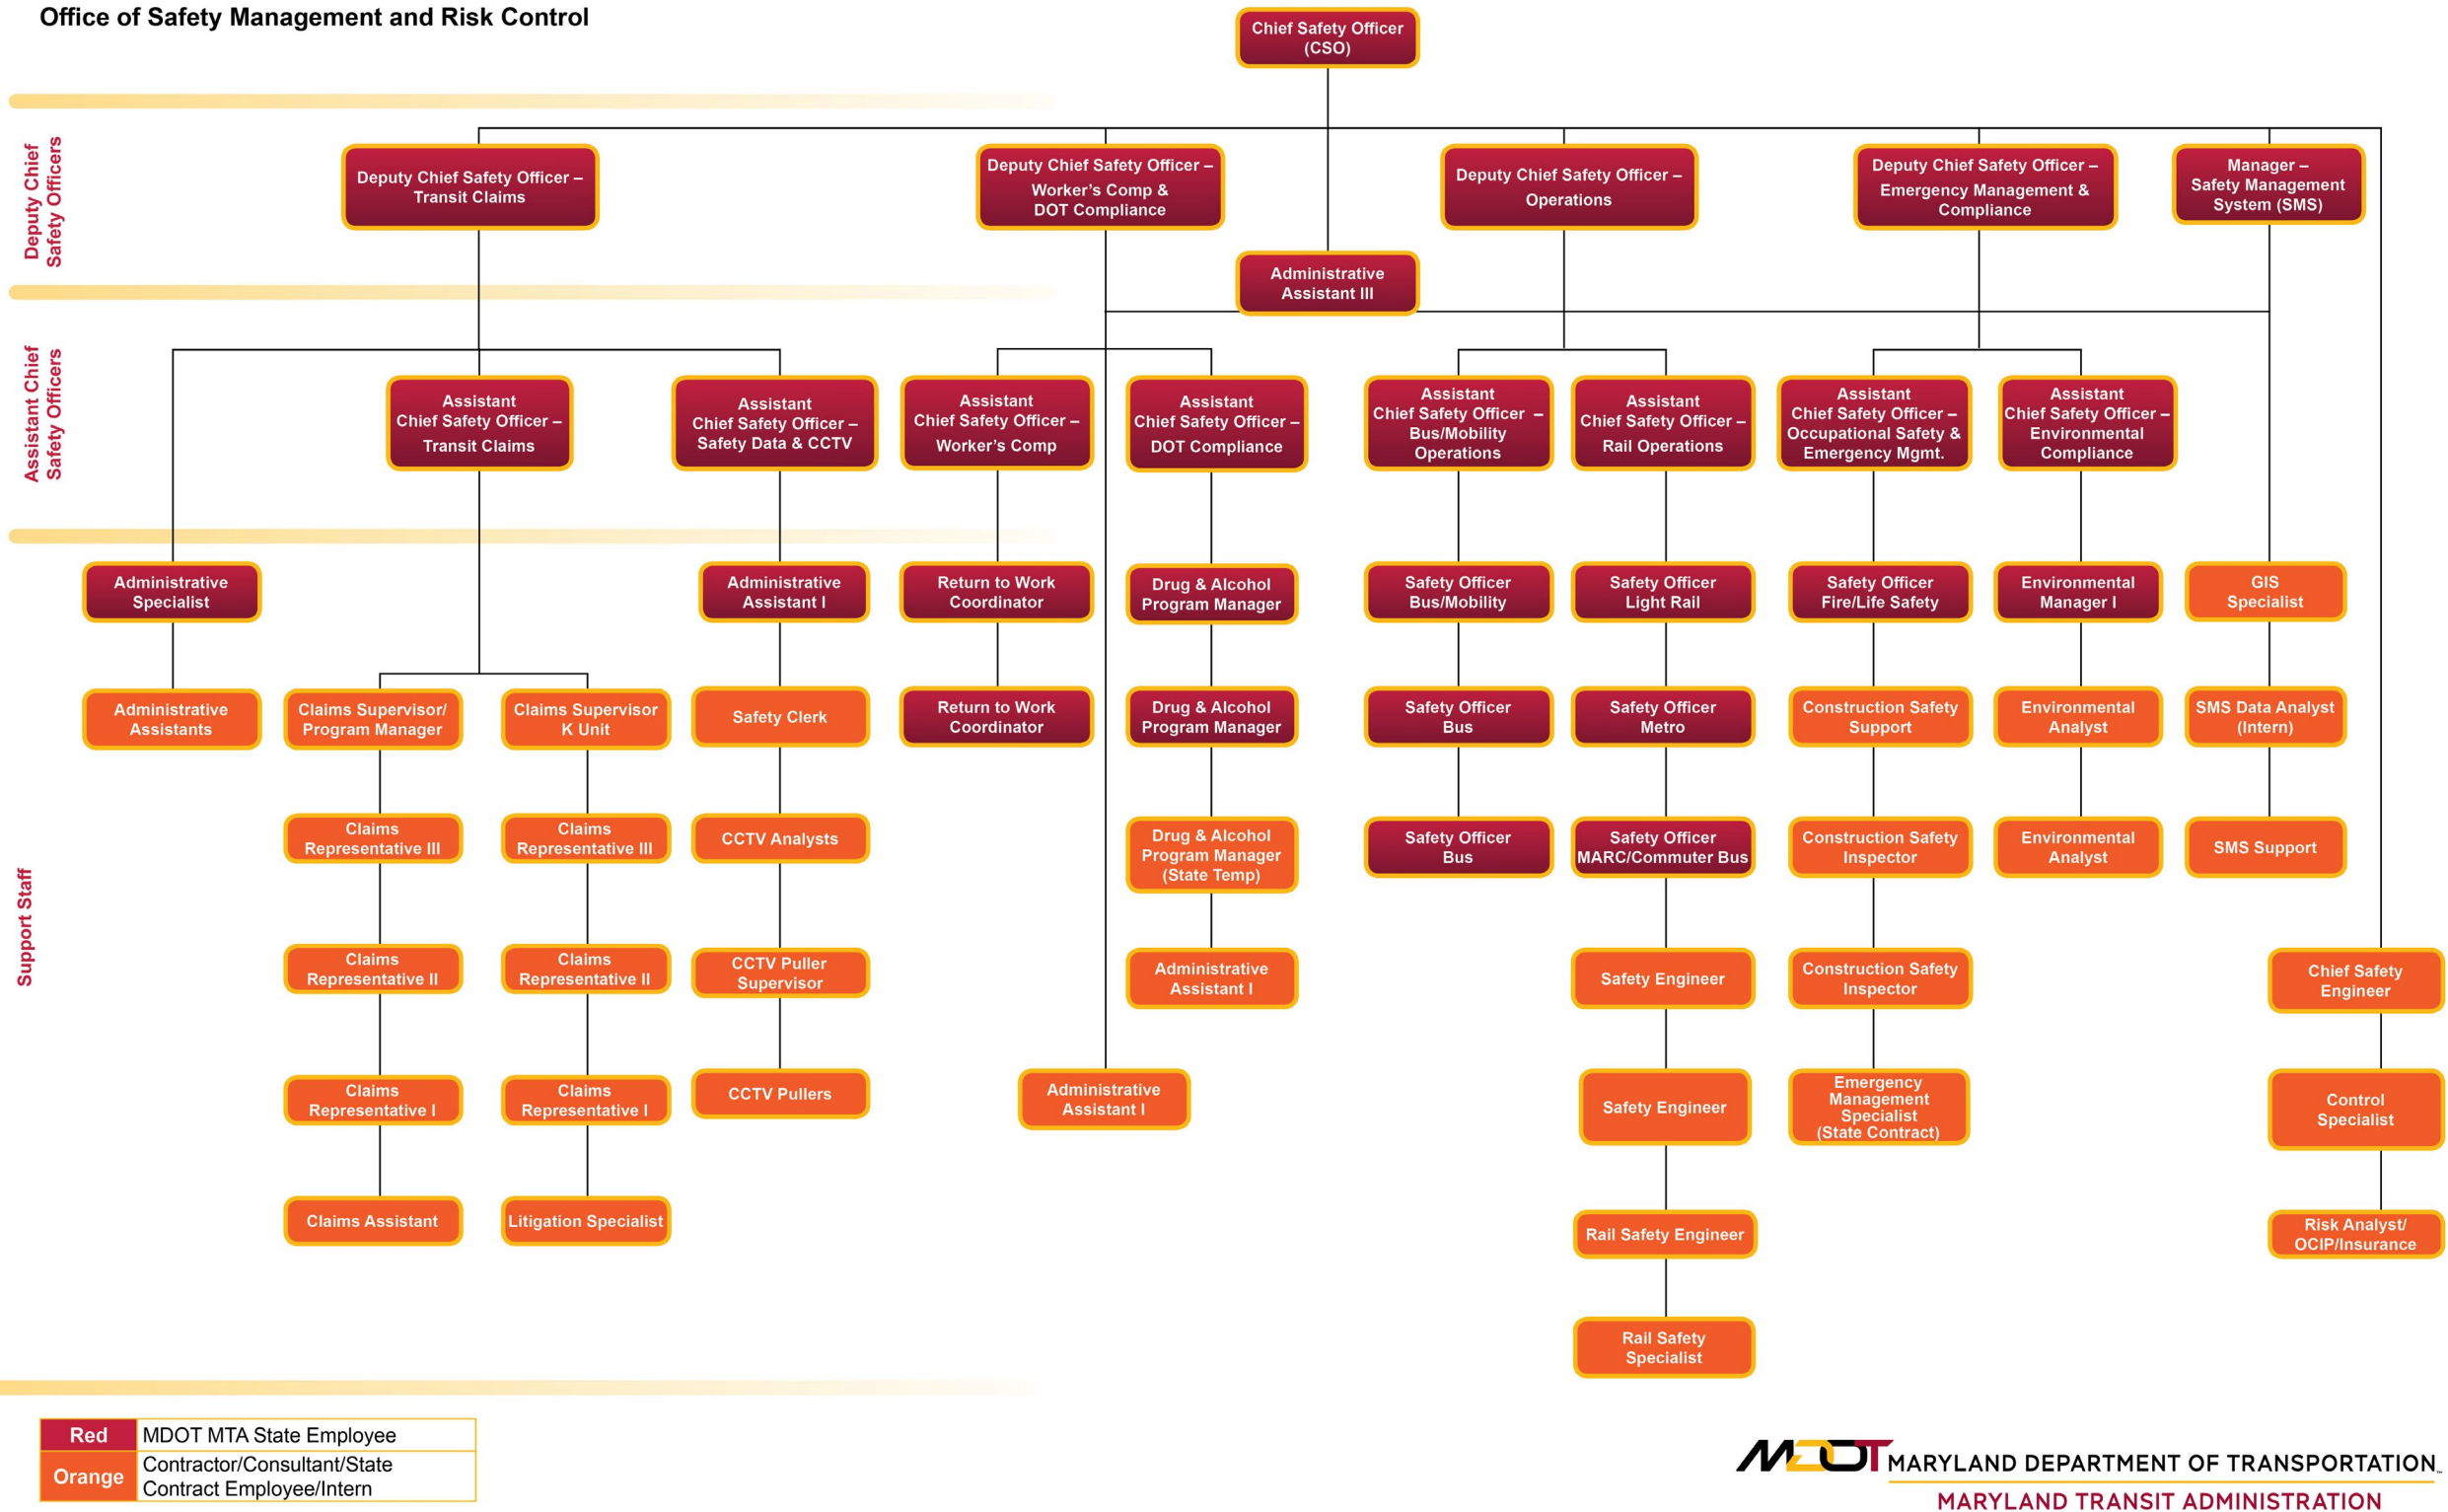 Office of Safety Management and Risk Control
Chief Safety Officer
(CSO)
Deputy Chief
Safety Officers
Deputy Chief Safety Officer –
Transit Claims
Deputy Chief Safety Officer –
Worker’s Comp &
DOT Compliance
Deputy Chief Safety Officer –
Operations
Deputy Chief Safety Officer –
Emergency Management &
Compliance
Manager –
Safety Management
System (SMS)
Administrative
Assistant III
Assistant Chief
Safety Officers
Assistant
Chief Safety Officer –
Transit Claims
Assistant
Chief Safety Officer –
Safety Data & CCTV
Assistant
Chief Safety Officer –
Worker’s Comp
Assistant
Chief Safety Officer –
DOT Compliance
Assistant
Chief Safety Officer –
Bus/Mobility
Operations
Assistant
Chief Safety Officer –
Rail Operations
Assistant
Chief Safety Officer –
Occupational Safety &
Emergency Mgmt.
Assistant
Chief Safety Officer –
Environmental
Compliance
Support Staff
Administrative
Specialist
Administrative
Assistant I
Return to Work
Coordinator
Drug & Alcohol
Program Manager
Safety Officer
Bus/Mobility
Safety Officer
Light Rail
Safety Officer
Fire/Life Safety
Environmental
Manager I
GIS
Specialist
Administrative
Assistants
Claims Supervisor/
Program Manager
Claims Supervisor
K Unit
Safety Clerk
Return to Work
Coordinator
Drug & Alcohol
Program Manager
Safety Officer
Bus
Safety Officer
Metro
Construction Safety
Support
Environmental
Analyst
SMS Data Analyst
(Intern)
Claims
Representative III
Claims
Representative III
CCTV Analysts
Drug & Alcohol
Program Manager
(State Temp)
Safety Officer
Bus
Safety Officer
MARC/Commuter Bus
Construction Safety
Inspector
Environmental
Analyst
SMS Support
Claims
Representative II
Claims
Representative II
CCTV Puller
Supervisor
Administrative
Assistant I
Safety Engineer
Construction Safety
Inspector
Chief Safety
Engineer
Claims
Representative I
Claims
Representative I
CCTV Pullers
Administrative
Assistant I
Safety Engineer
Emergency
Management
Specialist
(State Contract)
Control
Specialist
Claims Assistant
Litigation Specialist
Rail Safety Engineer
Risk Analyst/
OCIP/Insurance
Rail Safety
Specialist
Red MDOT MTA State Employee
Orange Contractor/Consultant/State
Contract Employee/Intern
MDOT MARYLAND DEPARTMENT OF TRANSPORTATION™
MARYLAND TRANSIT ADMINISTRATION